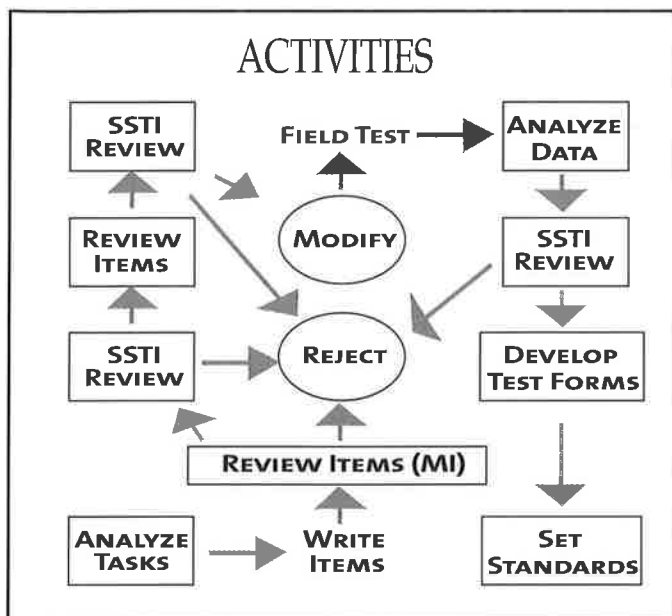 ACTIVITIES
SSTI
REVIEW
FIELD TEST
ANALYZE
DATA
REVIEW
ITEMS
MODIFY
SSTI
REVIEW
SSTI
REVIEW
REJECT
DEVELOP
TEST FORMS
REVIEW ITEMS (MI)
ANALYZE
TASKS
WRITE
ITEMS
SET
STANDARDS